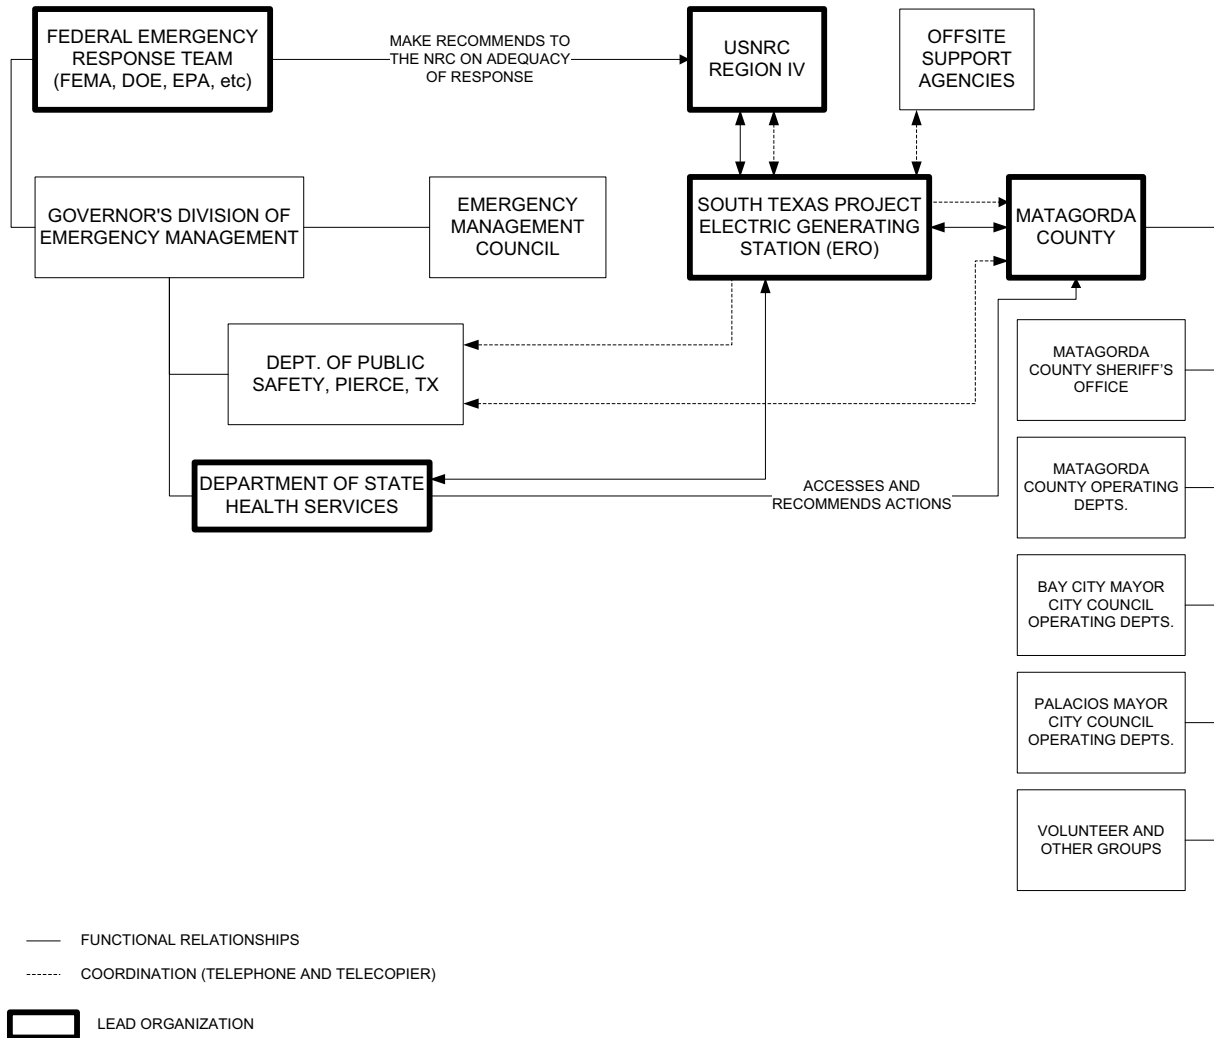 FEDERAL EMERGENCY
RESPONSE TEAM
(FEMA, DOE, EPA, etc)
MAKE RECOMMENDS TO
THE NRC ON ADEQUACY
OF RESPONSE
USNRC
REGION IV
OFFSITE
SUPPORT
AGENCIES
GOVERNOR'S DIVISION OF
EMERGENCY MANAGEMENT
EMERGENCY
MANAGEMENT
COUNCIL
SOUTH TEXAS PROJECT
ELECTRIC GENERATING
STATION (ERO)
MATAGORDA
COUNTY
DEPT. OF PUBLIC
SAFETY, PIERCE, TX
MATAGORDA
COUNTY SHERIFF'S
OFFICE
DEPARTMENT OF STATE
HEALTH SERVICES
ACCESSES AND
RECOMMENDS ACTIONS
MATAGORDA
COUNTY OPERATING
DEPTS.
BAY CITY MAYOR
CITY COUNCIL
OPERATING DEPTS.
PALACIOS MAYOR
CITY COUNCIL
OPERATING DEPTS.
VOLUNTEER AND
OTHER GROUPS
FUNCTIONAL RELATIONSHIPS
COORDINATION (TELEPHONE AND TELECOPIER)
LEAD ORGANIZATION